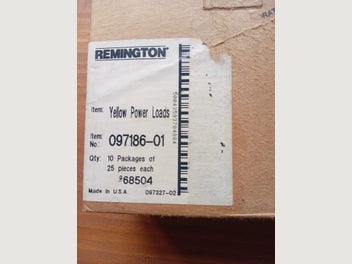 REMINGTON
Item: Yellow Power Loads
Item No.: 097186-01
Qty: 10 Packages of
25 pieces each
68504
Made in U.S.A. 097327-02